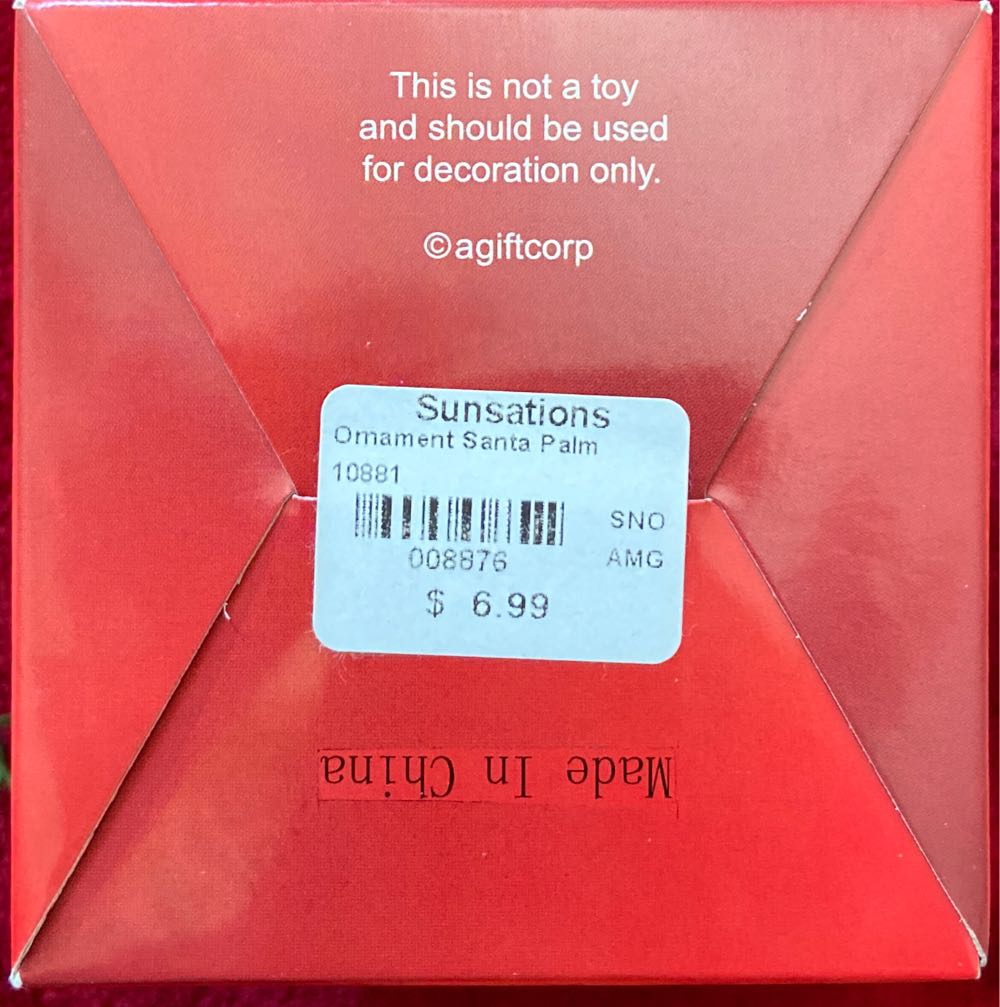 This is not a toy
and should be used
for decoration only.
©agiftcorp
Sunsations
Ornament Santa Palm
10881
SNO
008876 AMG
$ 6.99
Made In China